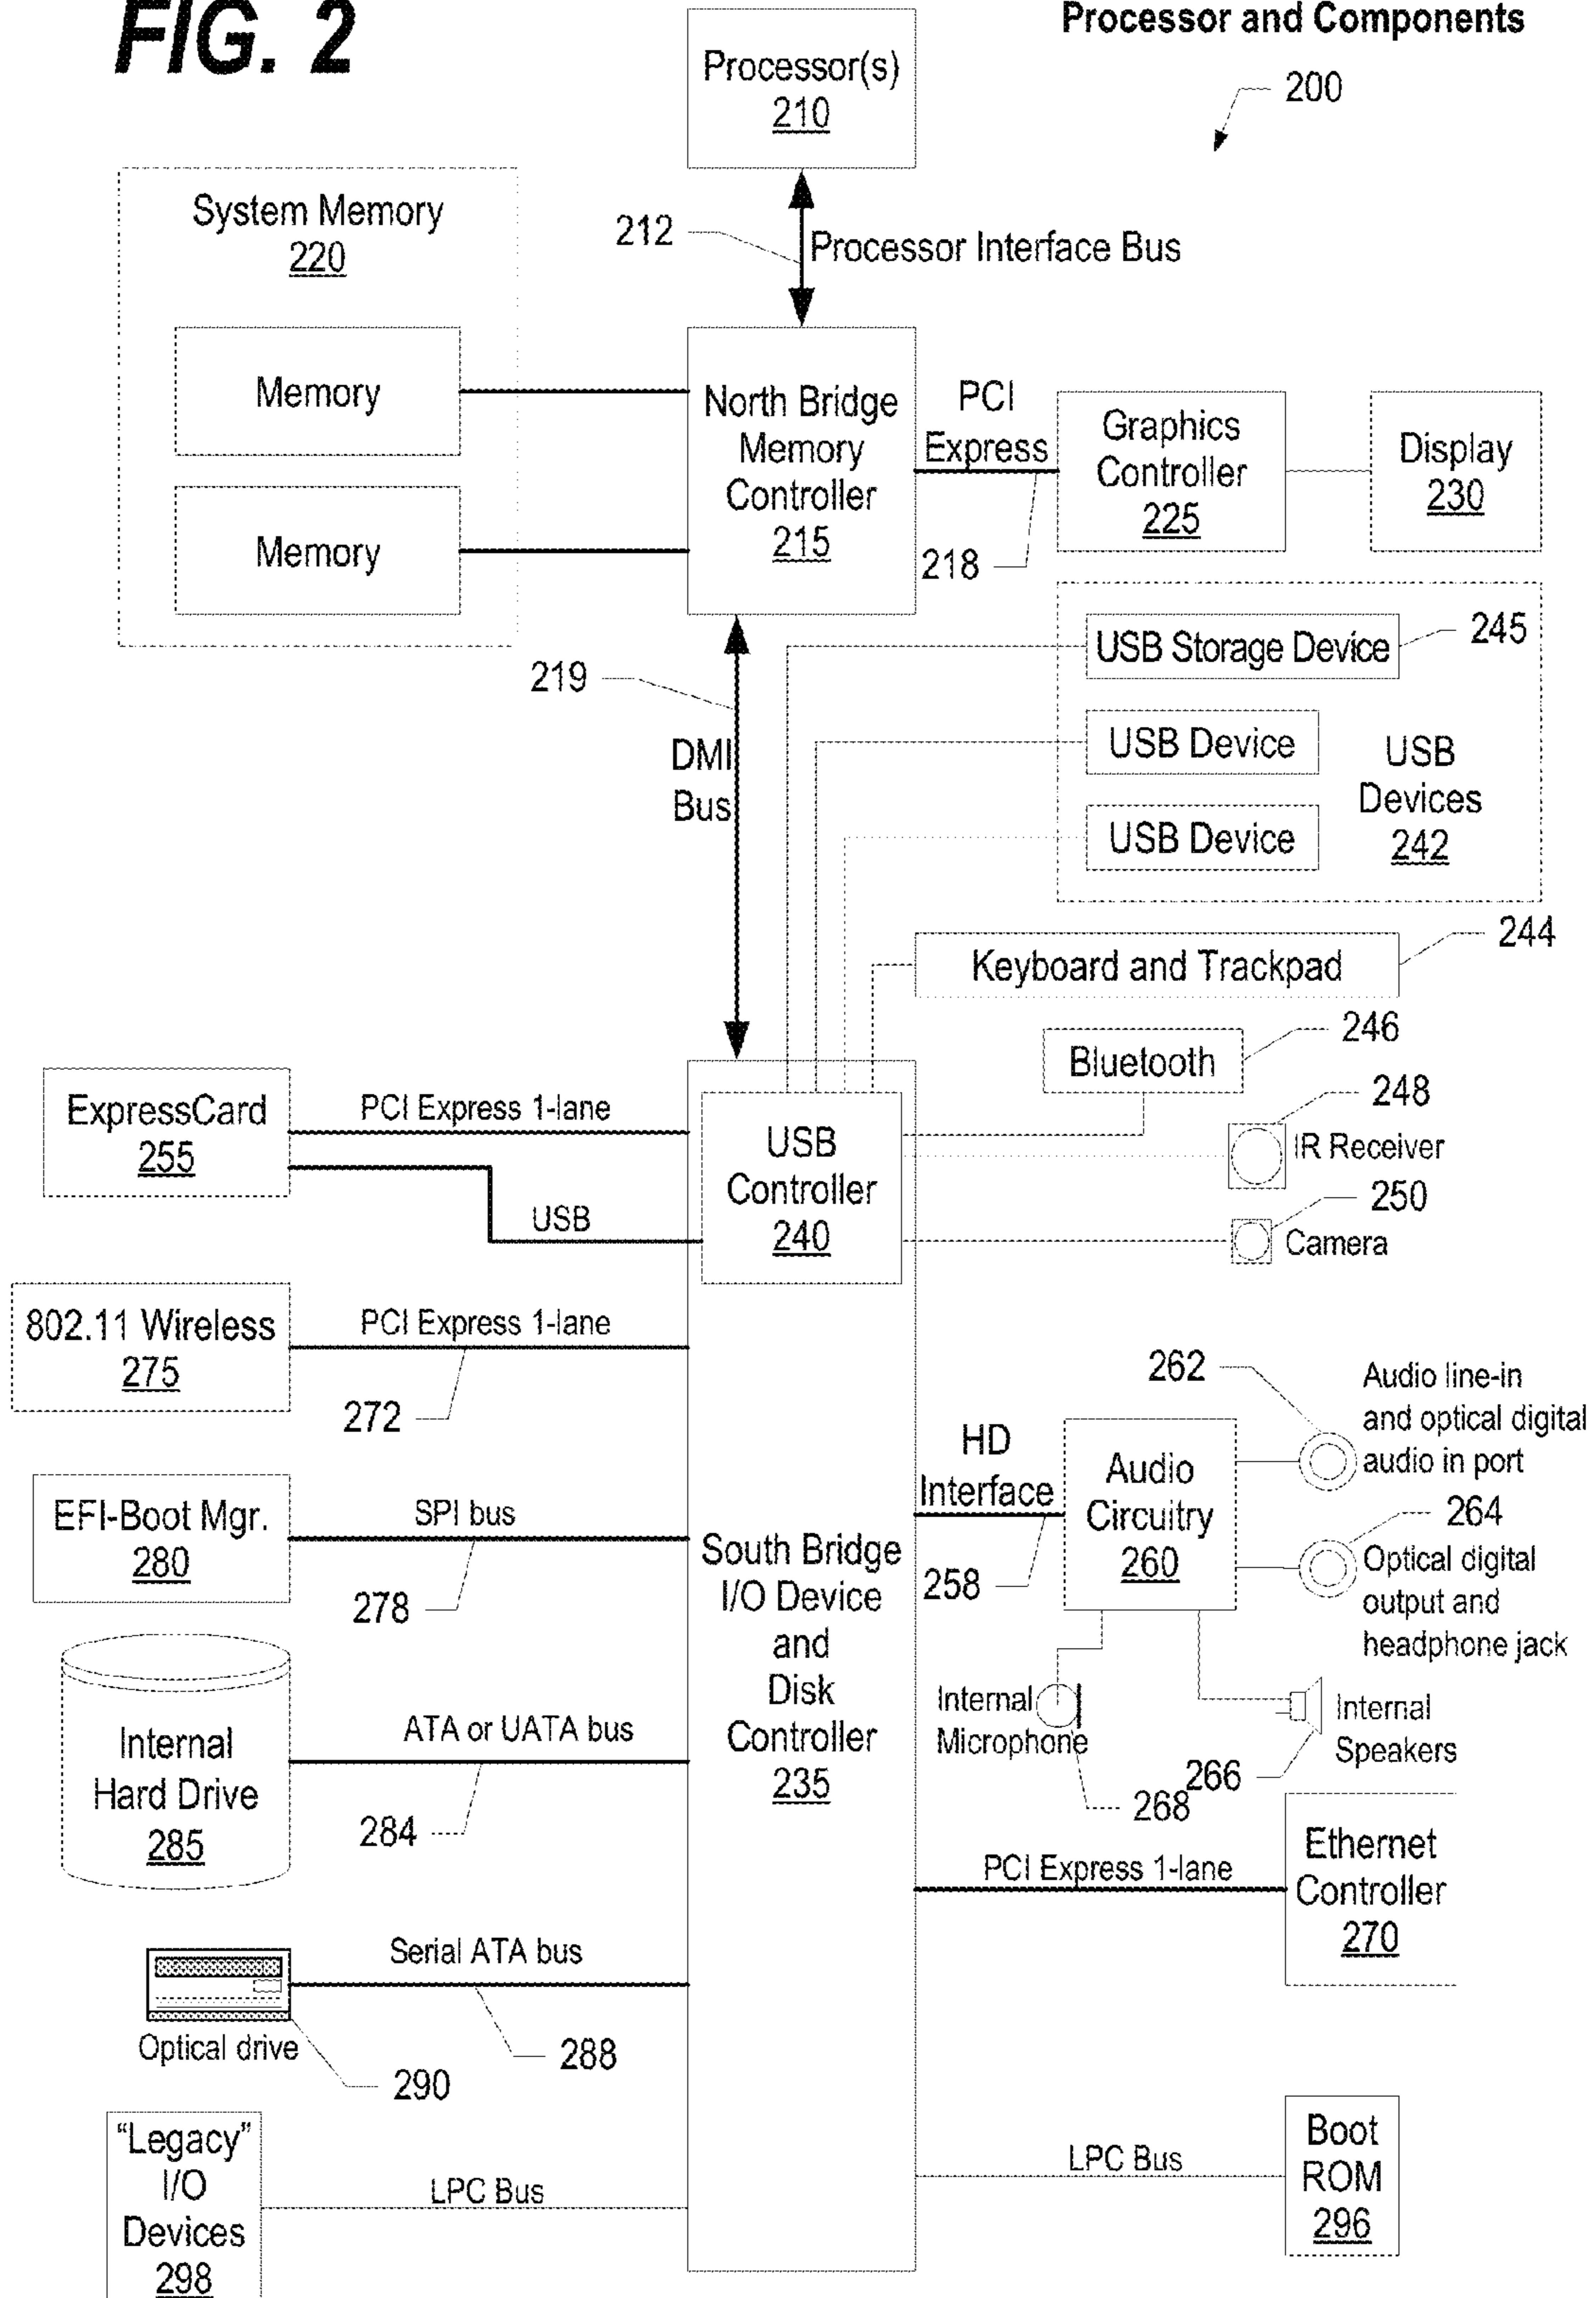 FIG. 2
Processor and Components
200
Processor(s)
210
212
Processor Interface Bus
System Memory
220
Memory
Memory
North Bridge
Memory
Controller
215
PCI
Express
218
Graphics
Controller
225
Display
230
219
DMI
Bus
USB Storage Device
245
USB Device
USB Device
USB
Devices
242
Keyboard and Trackpad
244
Bluetooth
246
248
IR Receiver
250
Camera
ExpressCard
255
PCI Express 1-lane
USB
USB
Controller
240
802.11 Wireless
275
PCI Express 1-lane
272
EFI-Boot Mgr.
280
SPI bus
278
South Bridge
I/O Device
and
Disk
Controller
235
HD
Interface
258
Audio
Circuitry
260
262
Audio line-in
and optical digital
audio in port
264
Optical digital
output and
headphone jack
Internal
Microphone
268
266
Internal
Speakers
Internal
Hard Drive
285
ATA or UATA bus
284
PCI Express 1-lane
Ethernet
Controller
270
Serial ATA bus
288
Optical drive
290
"Legacy"
I/O
Devices
298
LPC Bus
LPC Bus
Boot
ROM
296